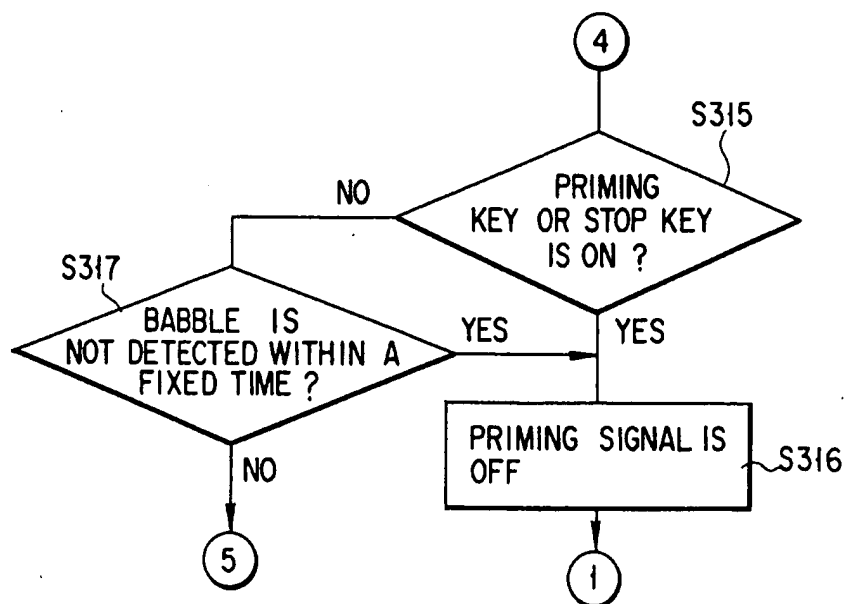 4
S315
PRIMING
KEY OR STOP KEY
IS ON ?
NO
YES
S317
BABBLE IS
NOT DETECTED WITHIN A
FIXED TIME ?
YES
NO
5
PRIMING SIGNAL IS
OFF
S316
1